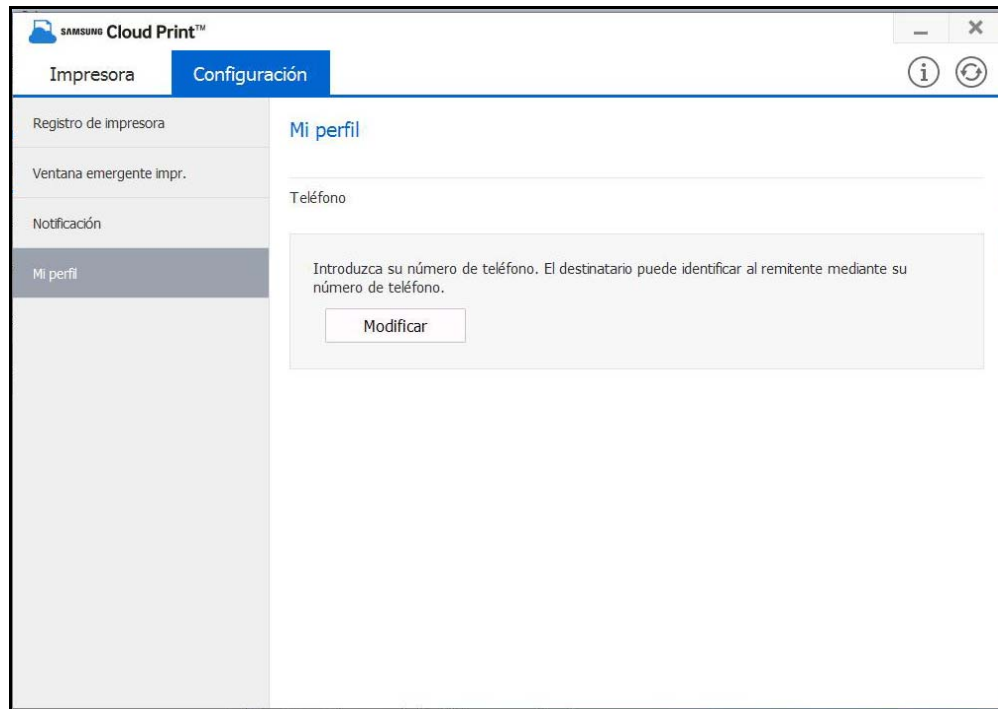 SAMSUNG Cloud Print™
Impresora
Configuración
Registro de impresora
Ventana emergente impr.
Notificación
Mi perfil
Mi perfil
Teléfono
Introduzca su número de teléfono. El destinatario puede identificar al remitente mediante su
número de teléfono.
Modificar